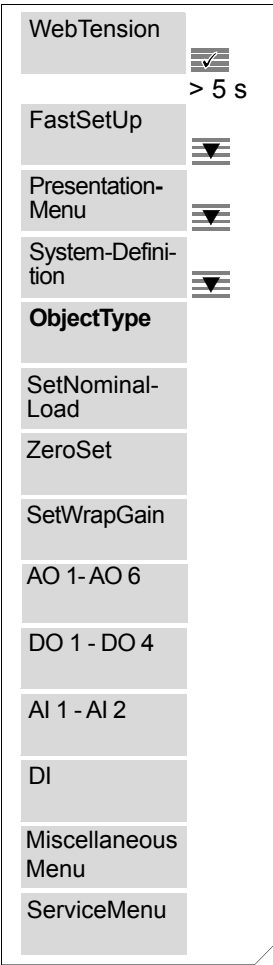 WebTension
> 5 s
FastSetUp
Presentation-
Menu
System-Defini-
tion
ObjectType
SetNominal-
Load
ZeroSet
SetWrapGain
AO 1- AO 6
DO 1 - DO 4
AI 1 - AI 2
DI
Miscellaneous
Menu
ServiceMenu